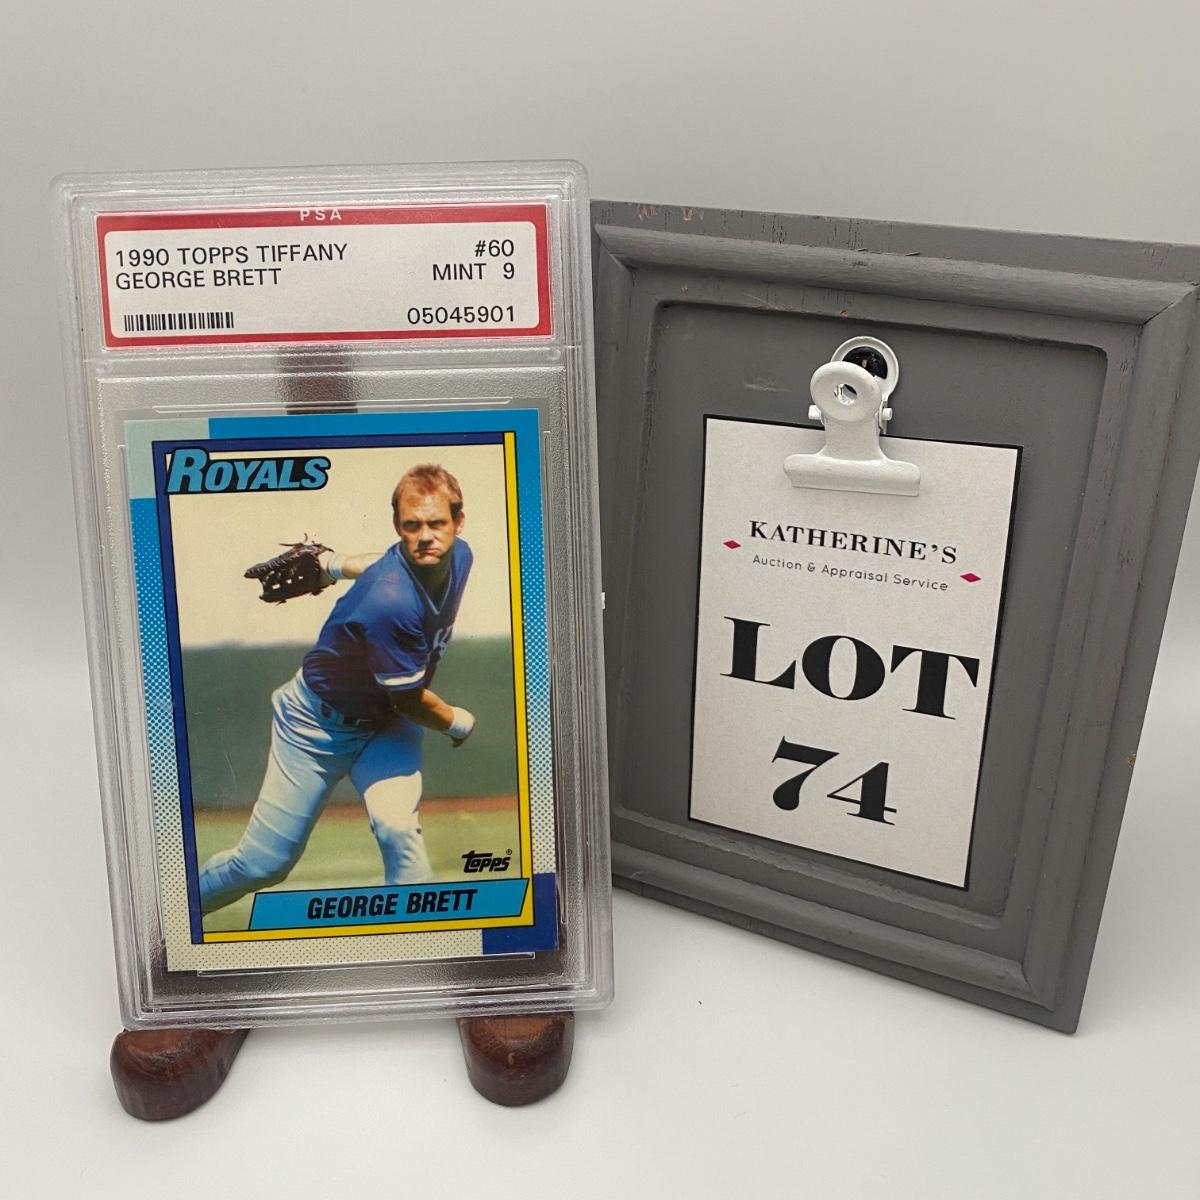 PSA
1990 TOPPS TIFFANY #60
GEORGE BRETT MINT 9
05045901
ROYALS
topps®
GEORGE BRETT
KATHERINE'S
Auction & Appraisal Service
LOT
74